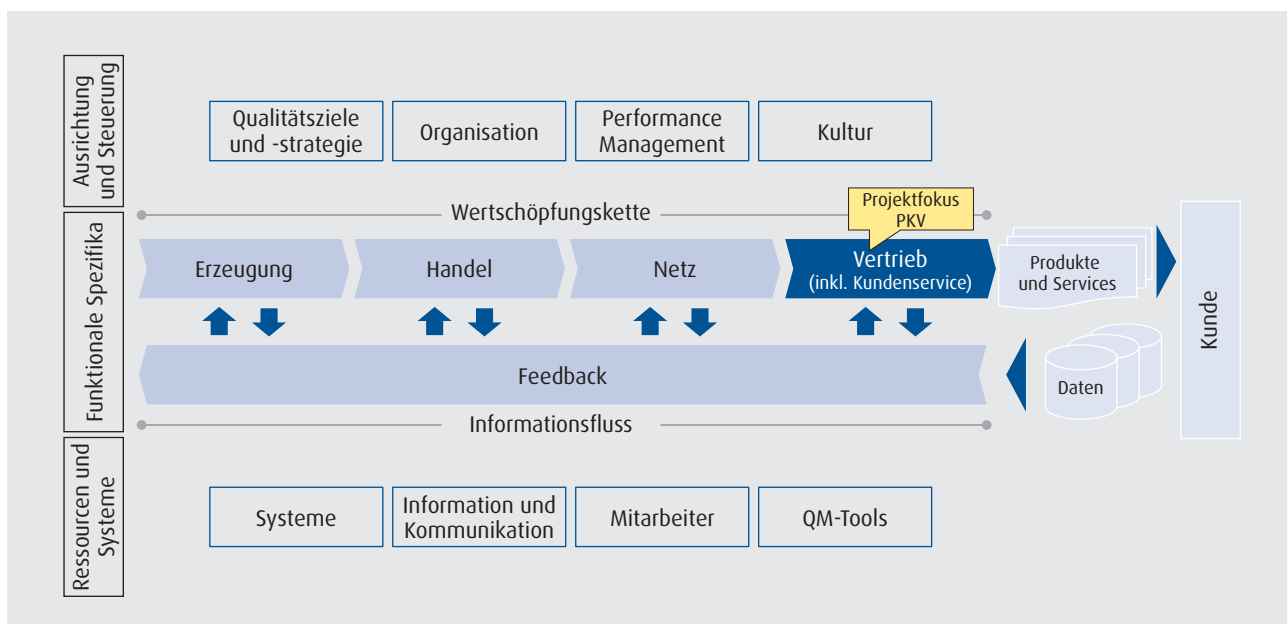 Ausrichtung
und Steuerung
Qualitätsziele
und -strategie
Organisation
Performance
Management
Kultur
Funktionale Spezifika
Wertschöpfungskette
Projektfokus
PKV
Erzeugung
Handel
Netz
Vertrieb
(inkl. Kundenservice)
Produkte
und Services
Kunde
Feedback
Daten
Informationsfluss
Ressourcen und
Systeme
Systeme
Information und
Kommunikation
Mitarbeiter
QM-Tools